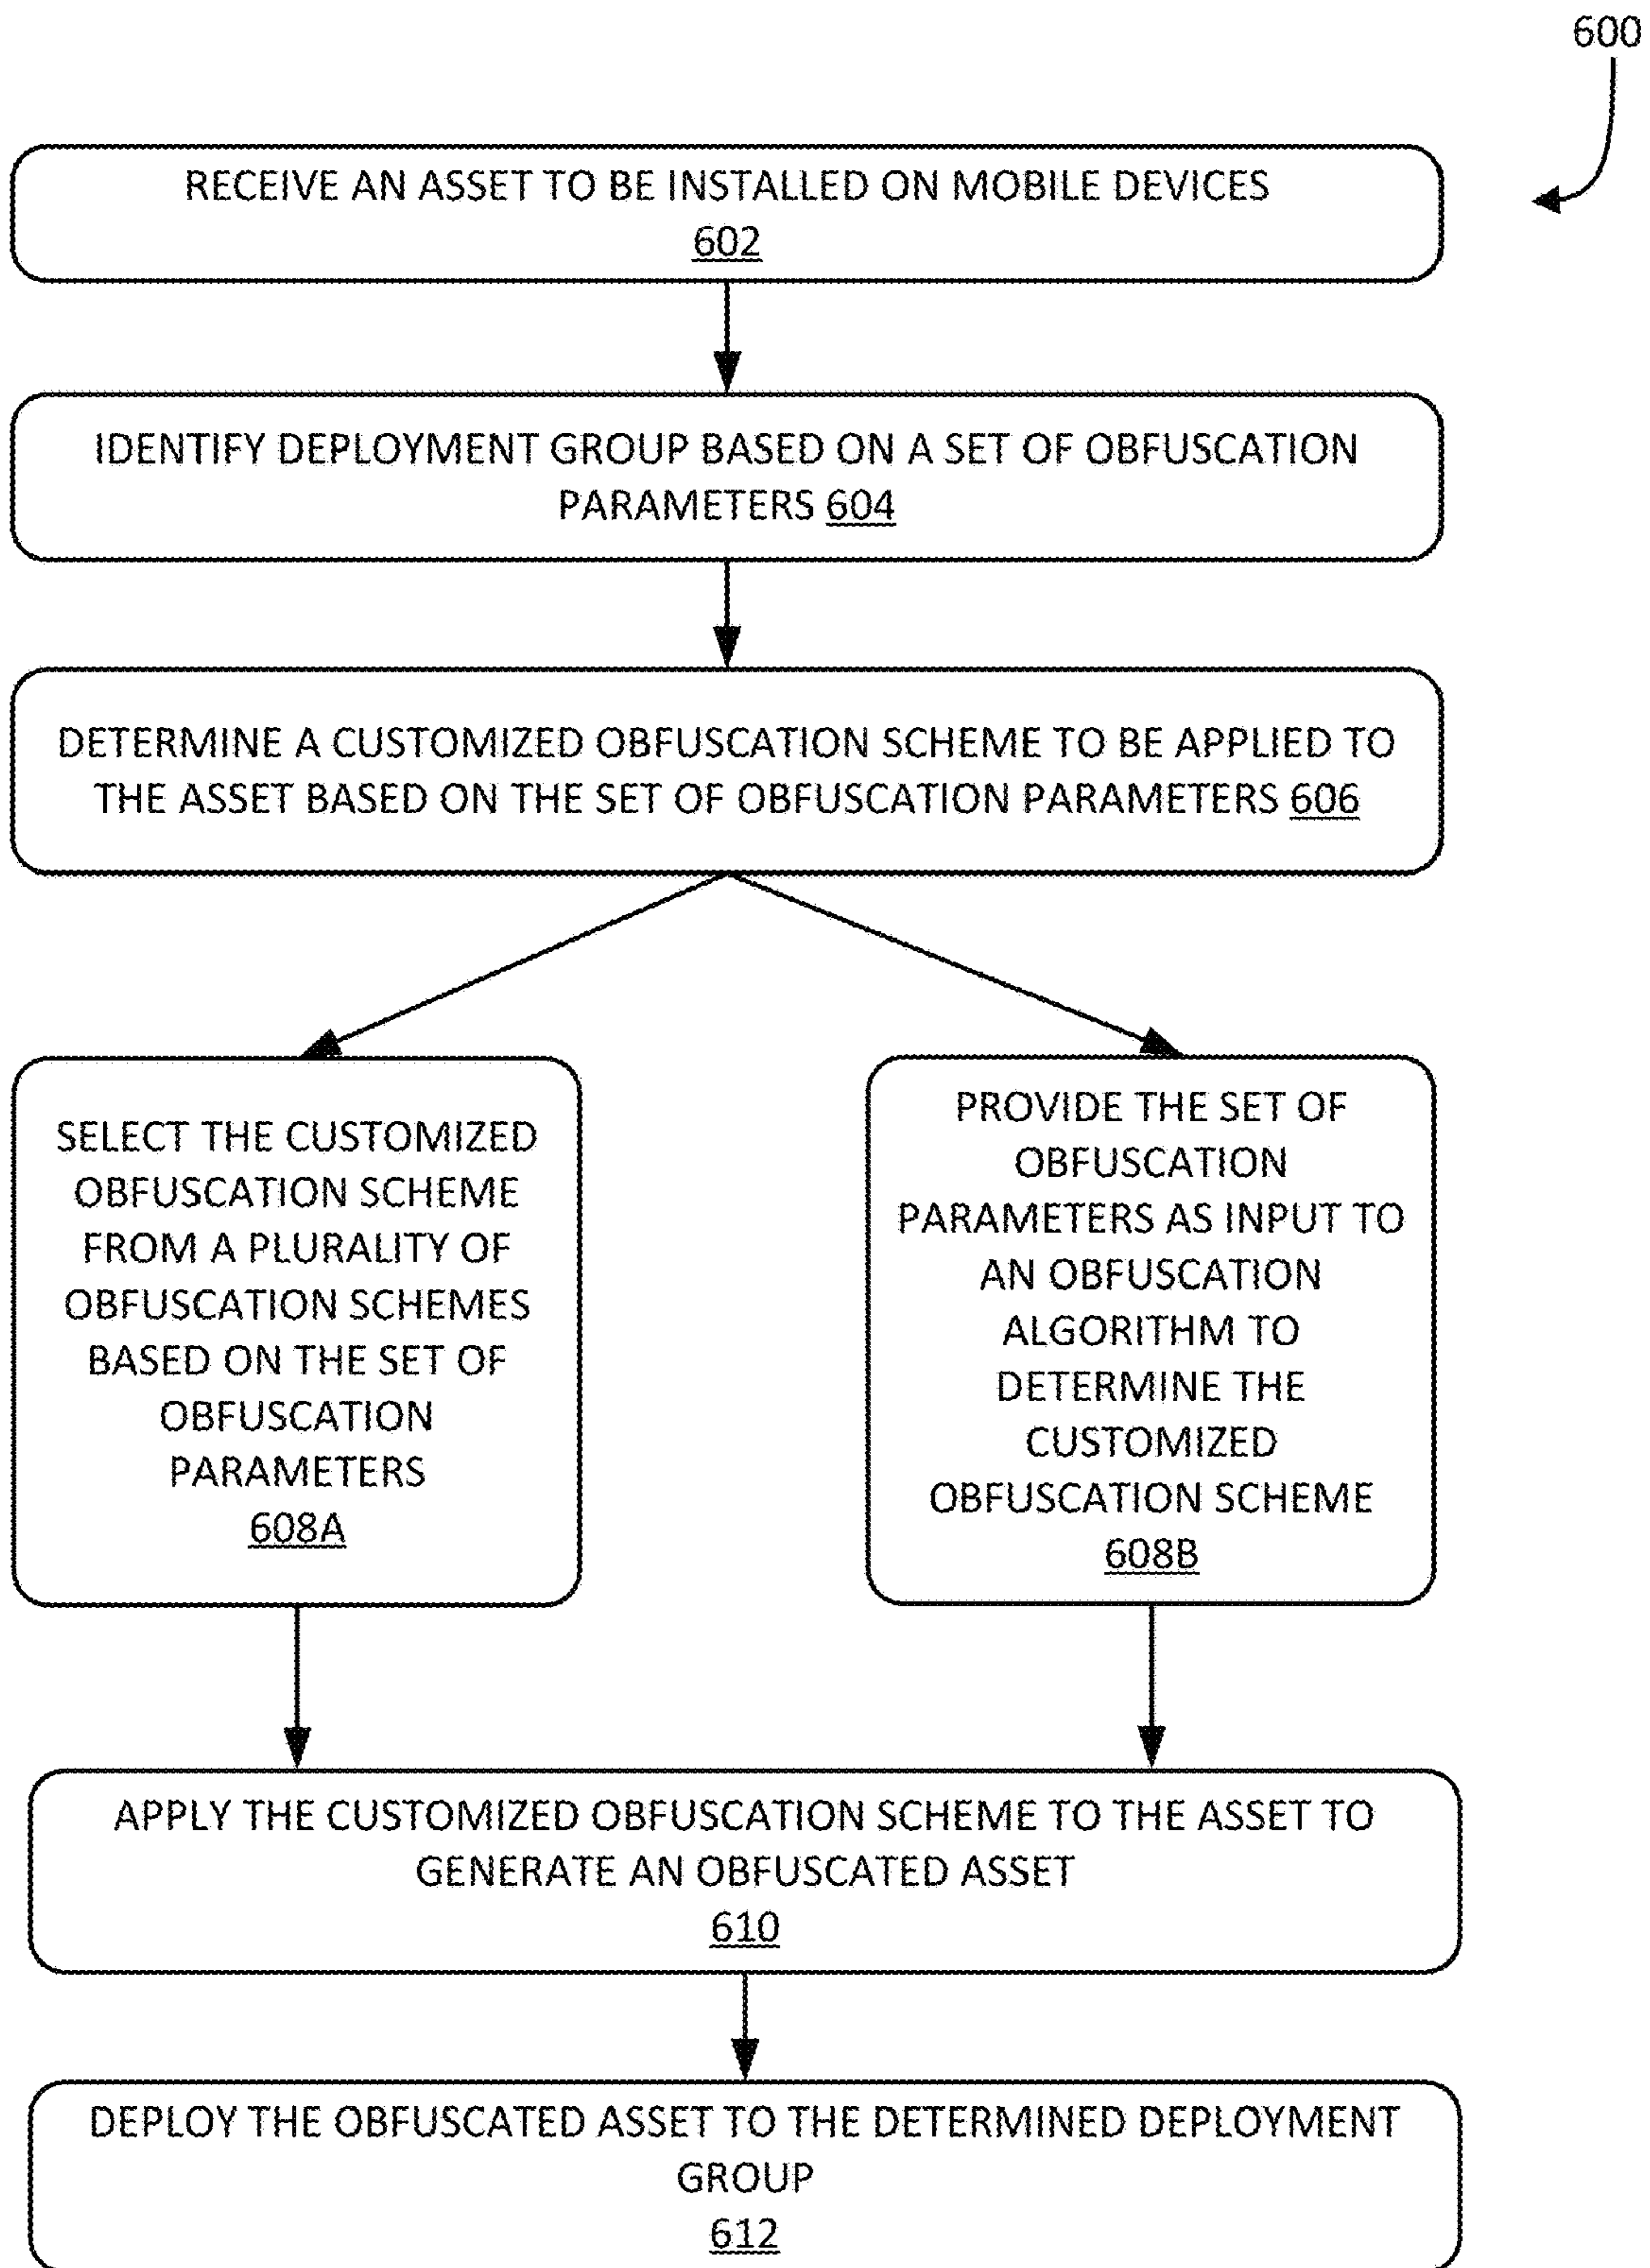 600
RECEIVE AN ASSET TO BE INSTALLED ON MOBILE DEVICES
602
IDENTIFY DEPLOYMENT GROUP BASED ON A SET OF OBFUSCATION
PARAMETERS 604
DETERMINE A CUSTOMIZED OBFUSCATION SCHEME TO BE APPLIED TO
THE ASSET BASED ON THE SET OF OBFUSCATION PARAMETERS 606
SELECT THE CUSTOMIZED
OBFUSCATION SCHEME
FROM A PLURALITY OF
OBFUSCATION SCHEMES
BASED ON THE SET OF
OBFUSCATION
PARAMETERS
608A
PROVIDE THE SET OF
OBFUSCATION
PARAMETERS AS INPUT TO
AN OBFUSCATION
ALGORITHM TO
DETERMINE THE
CUSTOMIZED
OBFUSCATION SCHEME
608B
APPLY THE CUSTOMIZED OBFUSCATION SCHEME TO THE ASSET TO
GENERATE AN OBFUSCATED ASSET
610
DEPLOY THE OBFUSCATED ASSET TO THE DETERMINED DEPLOYMENT
GROUP
612